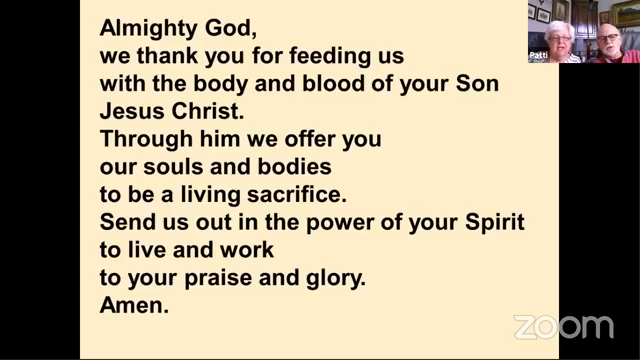 Almighty God,
we thank you for feeding us
with the body and blood of your Son
Jesus Christ.
Through him we offer you
our souls and bodies
to be a living sacrifice.
Send us out in the power of your Spirit
to live and work
to your praise and glory.
Amen.
Patti
zoom